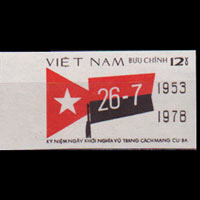 VIỆT NAM BƯU CHÍNH 12xu
26-7
1953
1978
KỶ NIỆM NGÀY KHỞI NGHĨA VŨ TRANG CÁCH MẠNG CU-BA